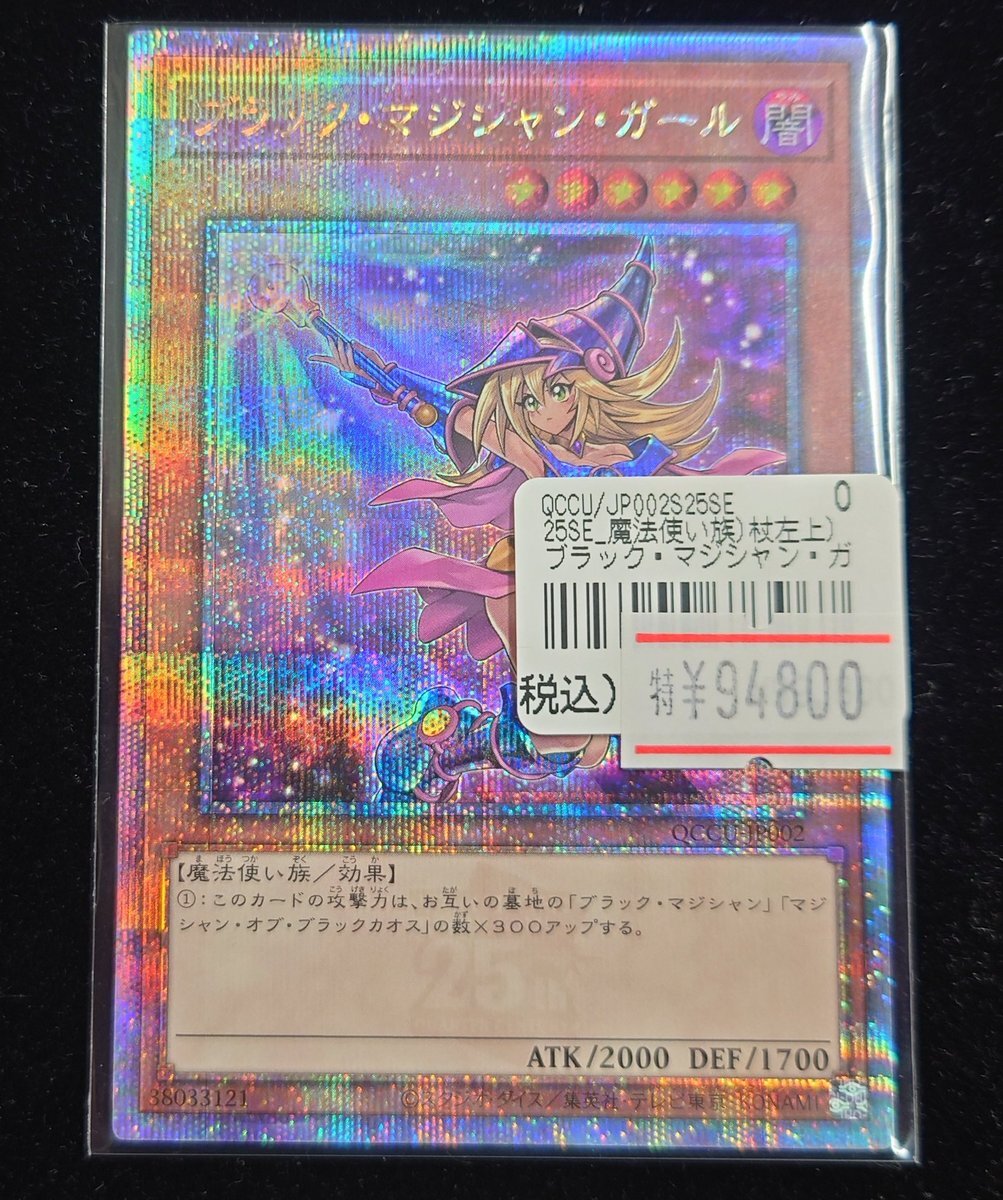 ブラック・マジシャン・ガール
闇
QCCU/JP002S25SE 0
25SE_魔法使い族)杖左上)
ブラック・マジシャン・ガ
税込)
特¥94800
QCCU-JP002
【魔法使い族/効果】
①:このカードの攻撃力は、お互いの墓地の「ブラック・マジシャン」「マジ
シャン・オブ・ブラックカオス」の数×300アップする。
25th
ATK/2000 DEF/1700
38033121 ©スタジオ・ダイス/集英社・テレビ東京・KONAMI